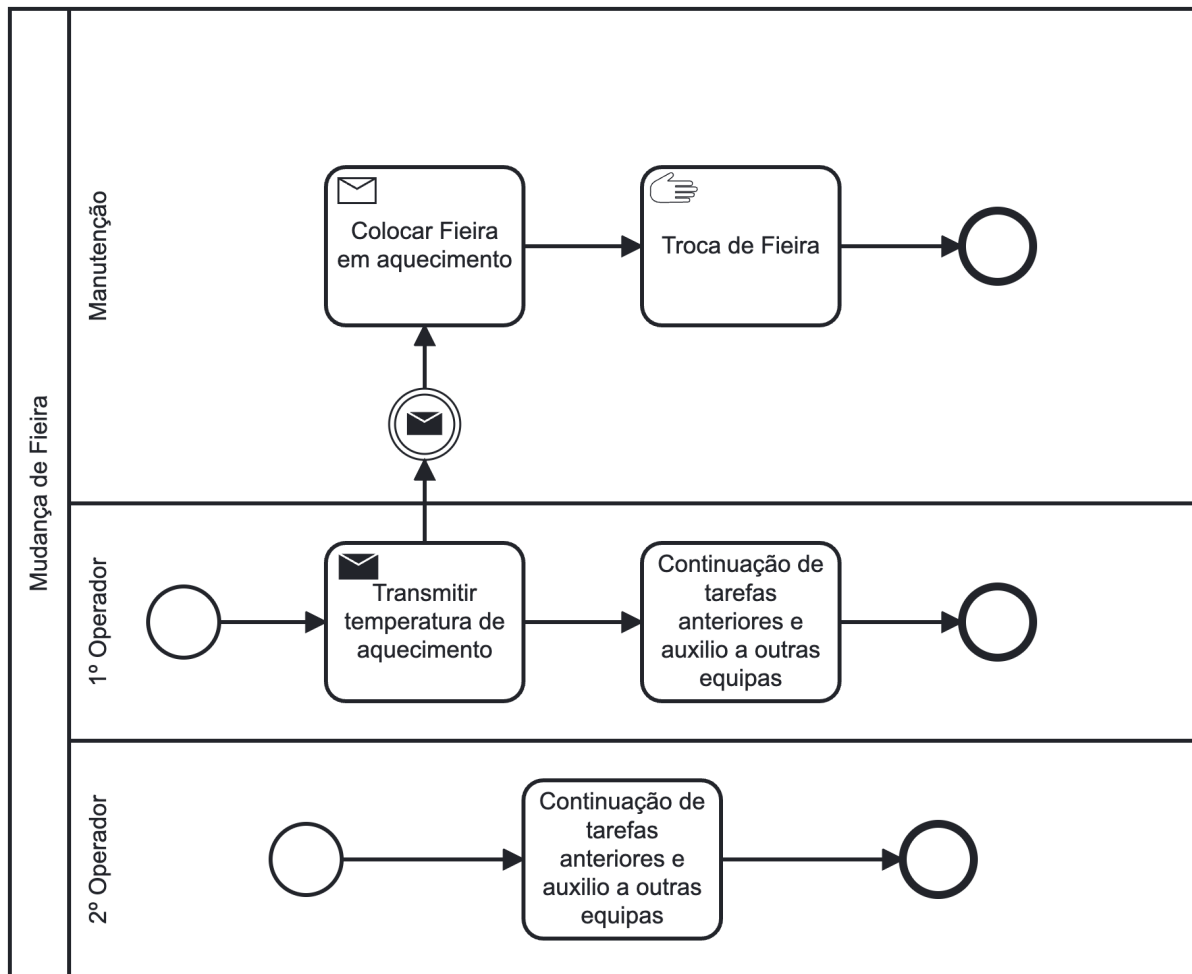 Mudança de Fieira
Manutenção
Colocar Fieira
em aquecimento
Troca de Fieira
1º Operador
Transmitir
temperatura de
aquecimento
Continuação de
tarefas
anteriores e
auxilio a outras
equipas
2º Operador
Continuação de
tarefas
anteriores e
auxilio a outras
equipas